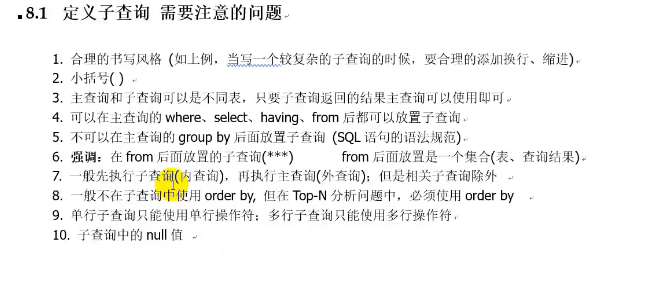 8.1 定义子查询 需要注意的问题
1. 合理的书写风格 (如上例，当写一个较复杂的子查询的时候，要合理的添加换行、缩进)
2. 小括号( )
3. 主查询和子查询可以是不同表，只要子查询返回的结果主查询可以使用即可
4. 可以在主查询的 where、select、having、from 后都可以放置子查询
5. 不可以在主查询的 group by 后面放置子查询 (SQL 语句的语法规范)
6. 强调：在 from 后面放置的子查询(***) from 后面放置是一个集合(表、查询结果)
7. 一般先执行子查询(内查询)，再执行主查询(外查询)；但是相关子查询除外
8. 一般不在子查询中使用 order by, 但在 Top-N 分析问题中，必须使用 order by
9. 单行子查询只能使用单行操作符；多行子查询只能使用多行操作符
10. 子查询中的 null 值